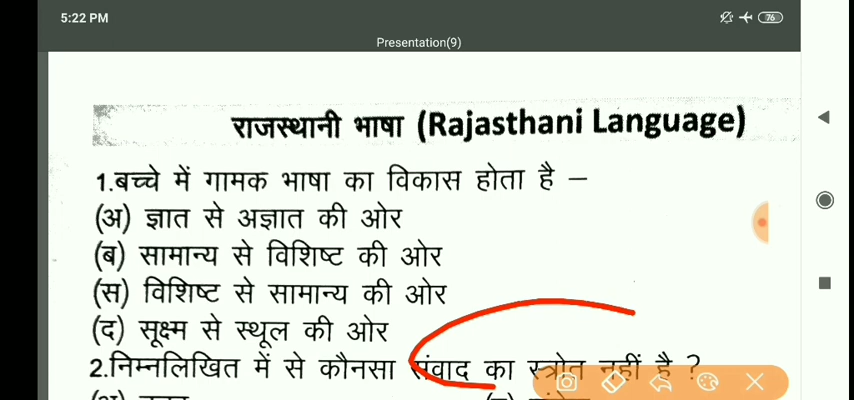 5:22 PM
76
Presentation(9)
राजस्थानी भाषा (Rajasthani Language)
1.बच्चे में गामक भाषा का विकास होता है –
(अ) ज्ञात से अज्ञात की ओर
(ब) सामान्य से विशिष्ट की ओर
(स) विशिष्ट से सामान्य की ओर
(द) सूक्ष्म से स्थूल की ओर
2.निम्नलिखित में से कौनसा संवाद का स्त्रोत नहीं है ?